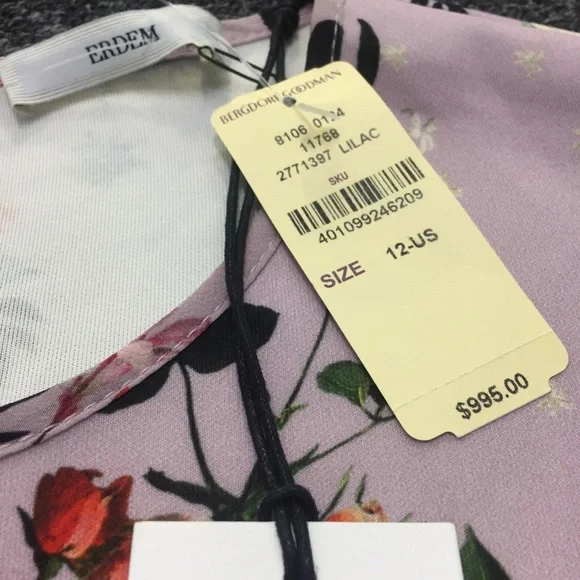 ERDEM
BERGDORF GOODMAN
8106 0124
11768
2771397 LILAC
SKU
401099246209
SIZE 12-US
$995.00